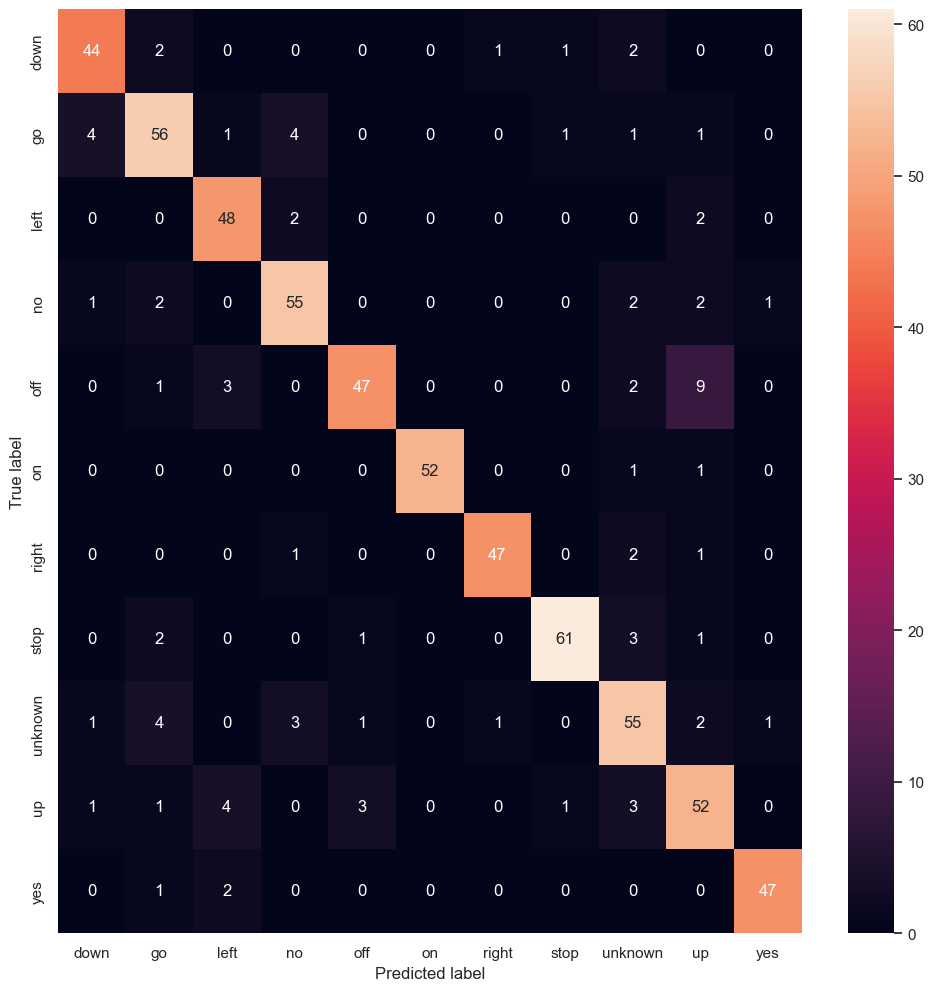 down 44 2 0 0 0 0 1 1 2 0 0
go 4 56 1 4 0 0 0 1 1 1 0
left 0 0 48 2 0 0 0 0 0 2 0
no 1 2 0 55 0 0 0 0 2 2 1
off 0 1 3 0 47 0 0 0 2 9 0
on 0 0 0 0 0 52 0 0 1 1 0
right 0 0 0 1 0 0 47 0 2 1 0
stop 0 2 0 0 1 0 0 61 3 1 0
unknown 1 4 0 3 1 0 1 0 55 2 1
up 1 1 4 0 3 0 0 1 3 52 0
yes 0 1 2 0 0 0 0 0 0 0 47
True label
down go left no off on right stop unknown up yes
Predicted label
60
50
40
30
20
10
0